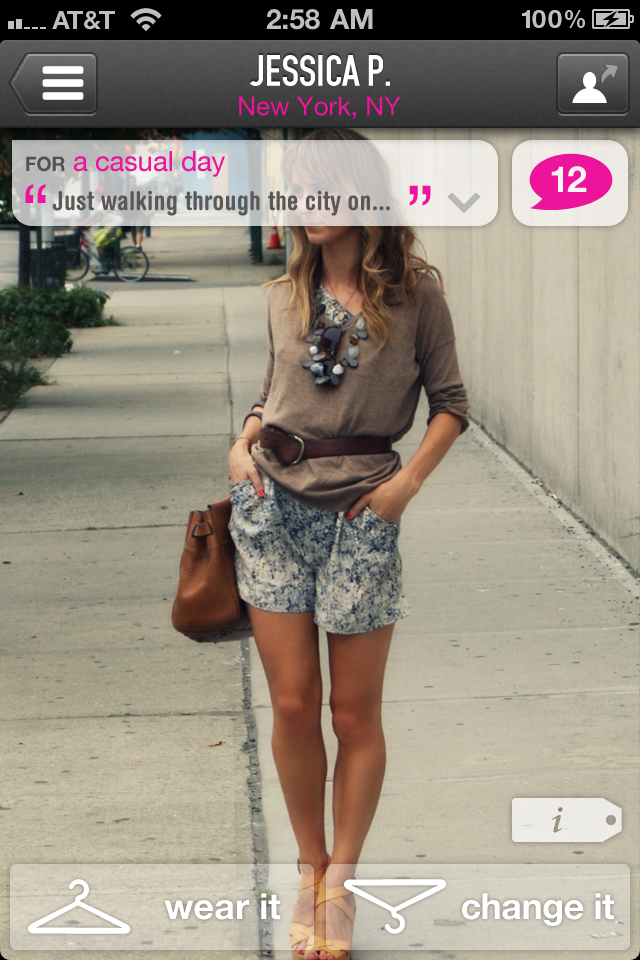 AT&T 2:58 AM 100%
JESSICA P.
New York, NY
FOR a casual day
“ Just walking through the city on... ”
12
i
wear it change it